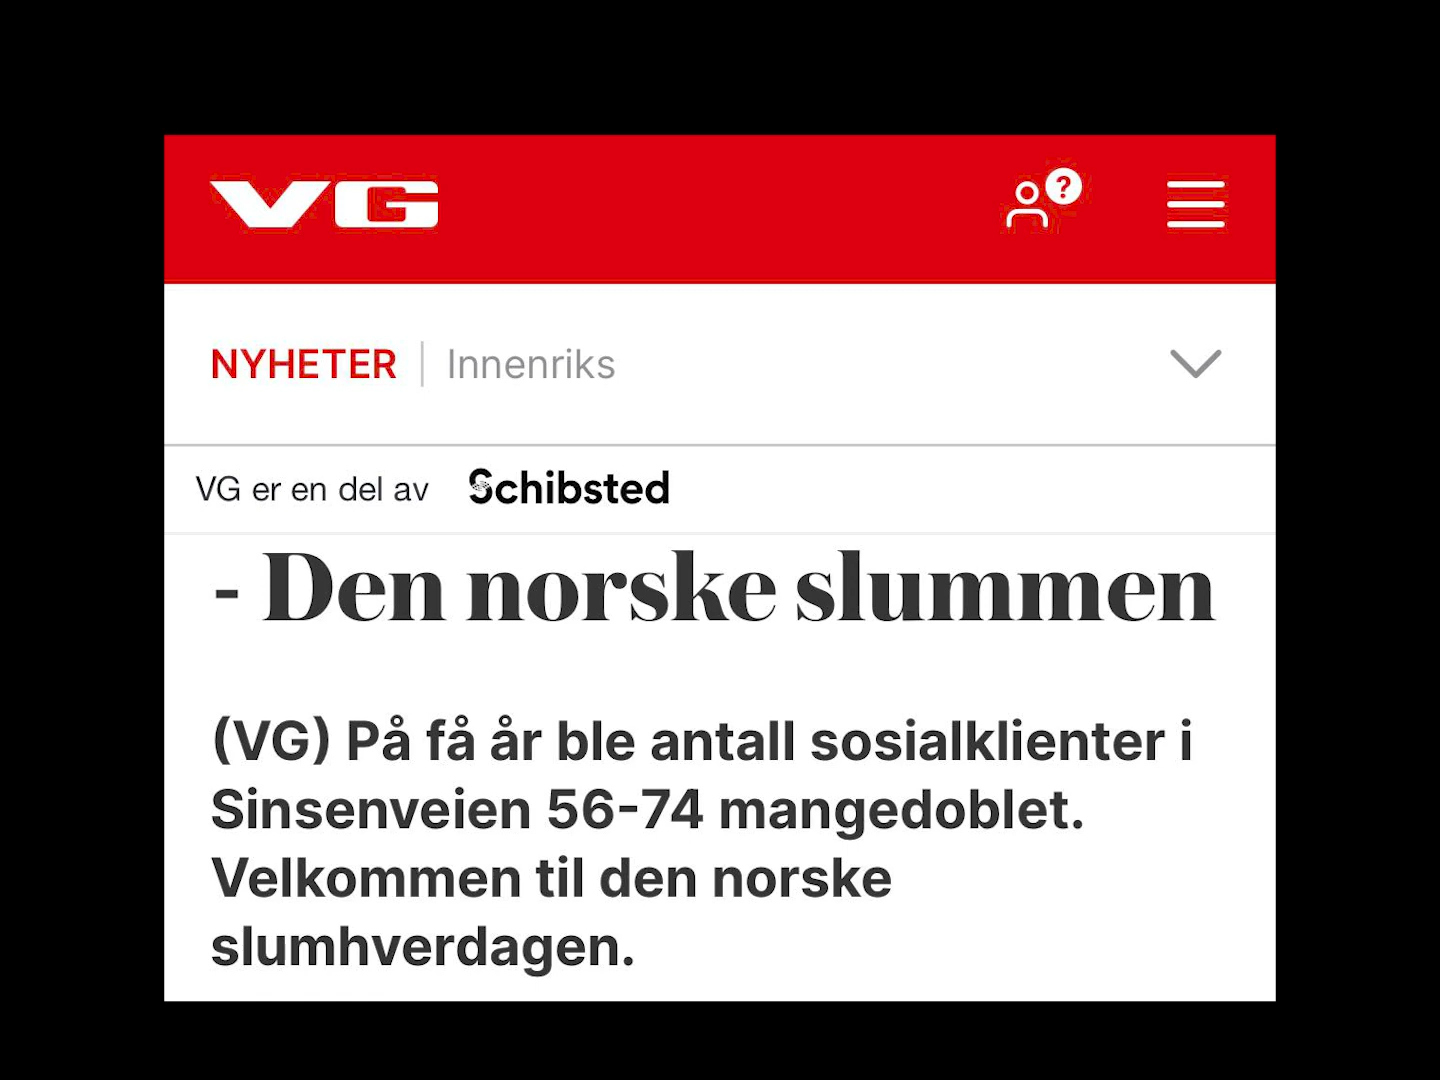 VG
?
NYHETER | Innenriks
VG er en del av Schibsted
- Den norske slummen
(VG) På få år ble antall sosialklienter i
Sinsenveien 56-74 mangedoblet.
Velkommen til den norske
slumhverdagen.